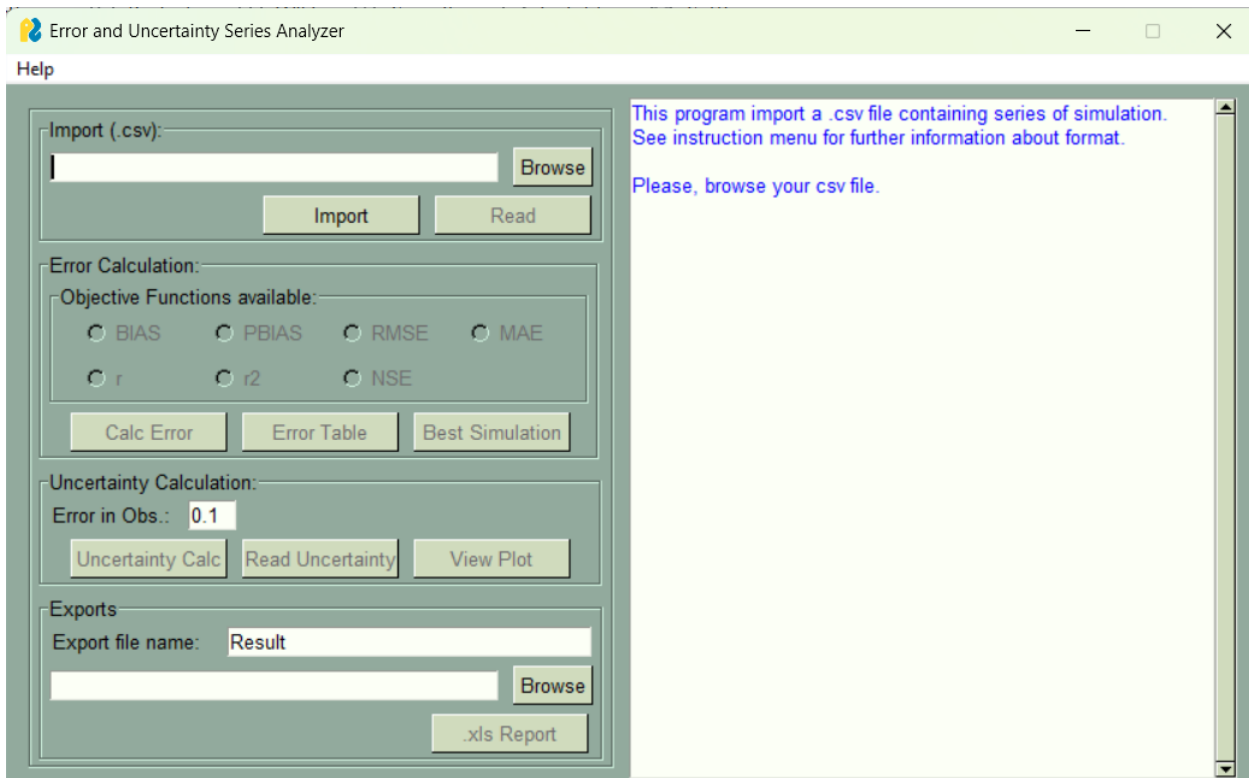 Error and Uncertainty Series Analyzer
Help
Import (.csv):
Browse
Import Read
Error Calculation:
Objective Functions available:
BIAS PBIAS RMSE MAE
r r2 NSE
Calc Error Error Table Best Simulation
Uncertainty Calculation:
Error in Obs.: 0.1
Uncertainty Calc Read Uncertainty View Plot
Exports
Export file name: Result
Browse
.xls Report
This program import a .csv file containing series of simulation.
See instruction menu for further information about format.
Please, browse your csv file.